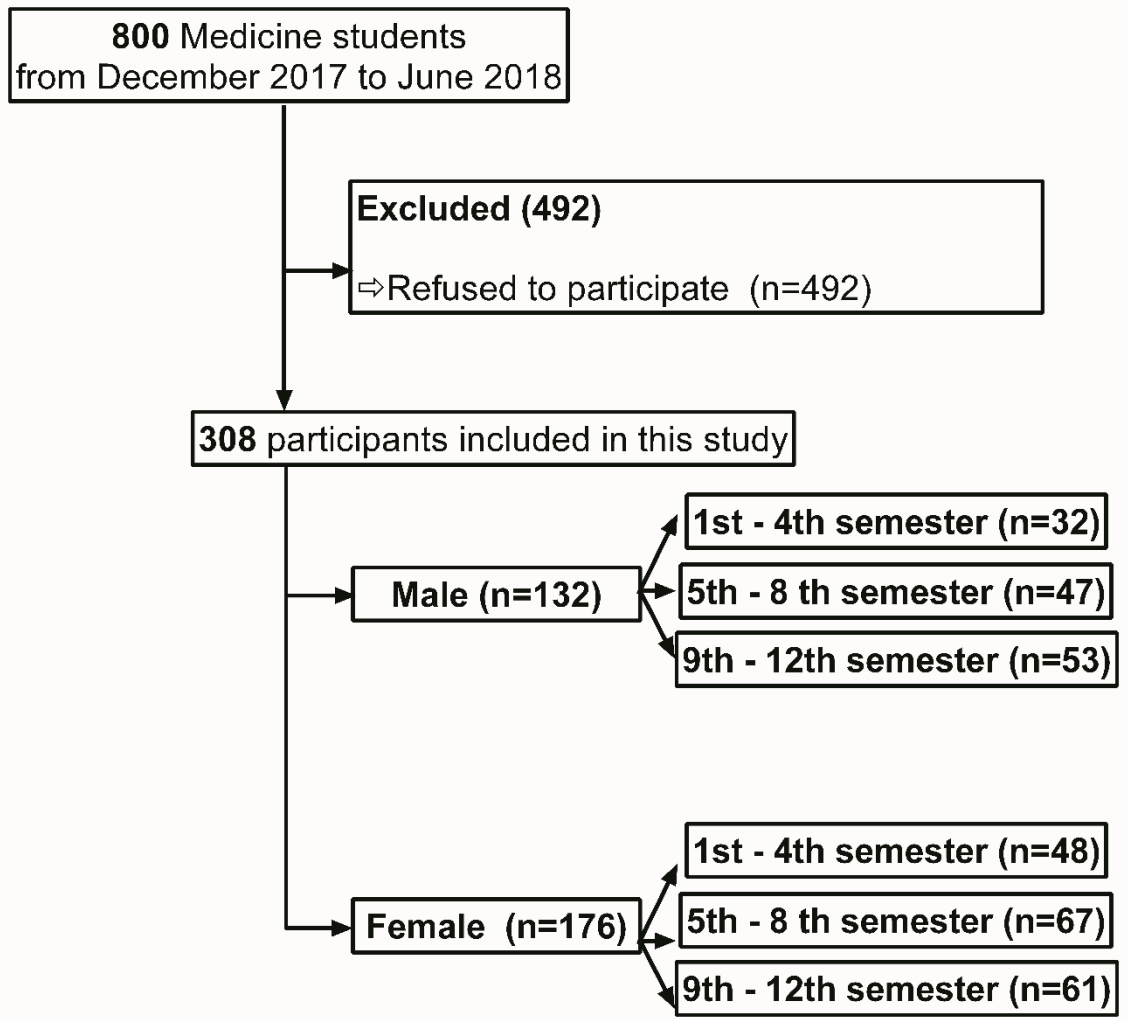 800 Medicine students
from December 2017 to June 2018
Excluded (492)
⇨Refused to participate (n=492)
308 participants included in this study
Male (n=132)
1st - 4th semester (n=32)
5th - 8 th semester (n=47)
9th - 12th semester (n=53)
Female (n=176)
1st - 4th semester (n=48)
5th - 8 th semester (n=67)
9th - 12th semester (n=61)